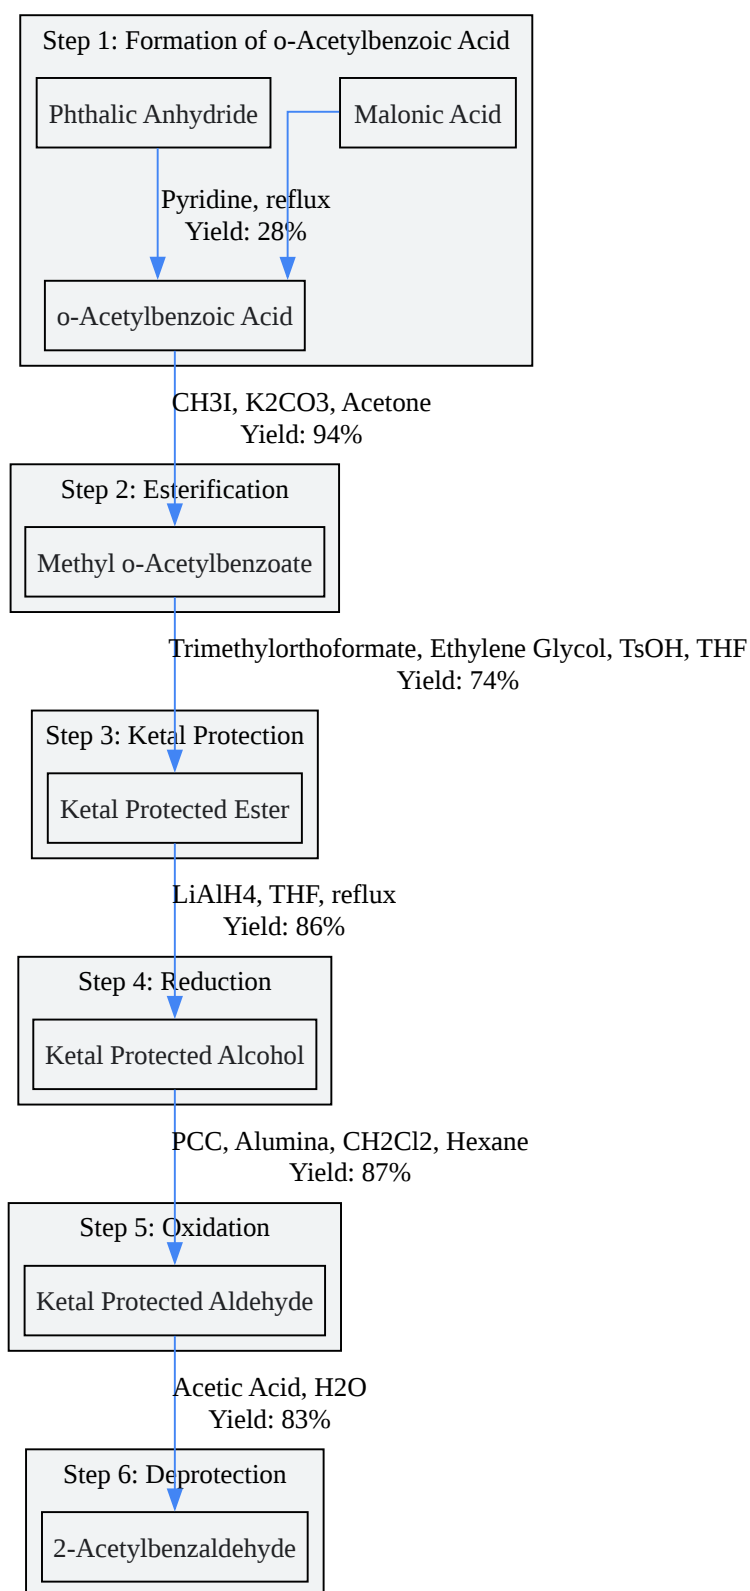 Step 1: Formation of o-Acetylbenzoic Acid
Phthalic Anhydride
Malonic Acid
Pyridine, reflux
Yield: 28%
o-Acetylbenzoic Acid
CH3I, K2CO3, Acetone
Yield: 94%
Step 2: Esterification
Methyl o-Acetylbenzoate
Trimethylorthoformate, Ethylene Glycol, TsOH, THF
Yield: 74%
Step 3: Ketal Protection
Ketal Protected Ester
LiAlH4, THF, reflux
Yield: 86%
Step 4: Reduction
Ketal Protected Alcohol
PCC, Alumina, CH2Cl2, Hexane
Yield: 87%
Step 5: Oxidation
Ketal Protected Aldehyde
Acetic Acid, H2O
Yield: 83%
Step 6: Deprotection
2-Acetylbenzaldehyde